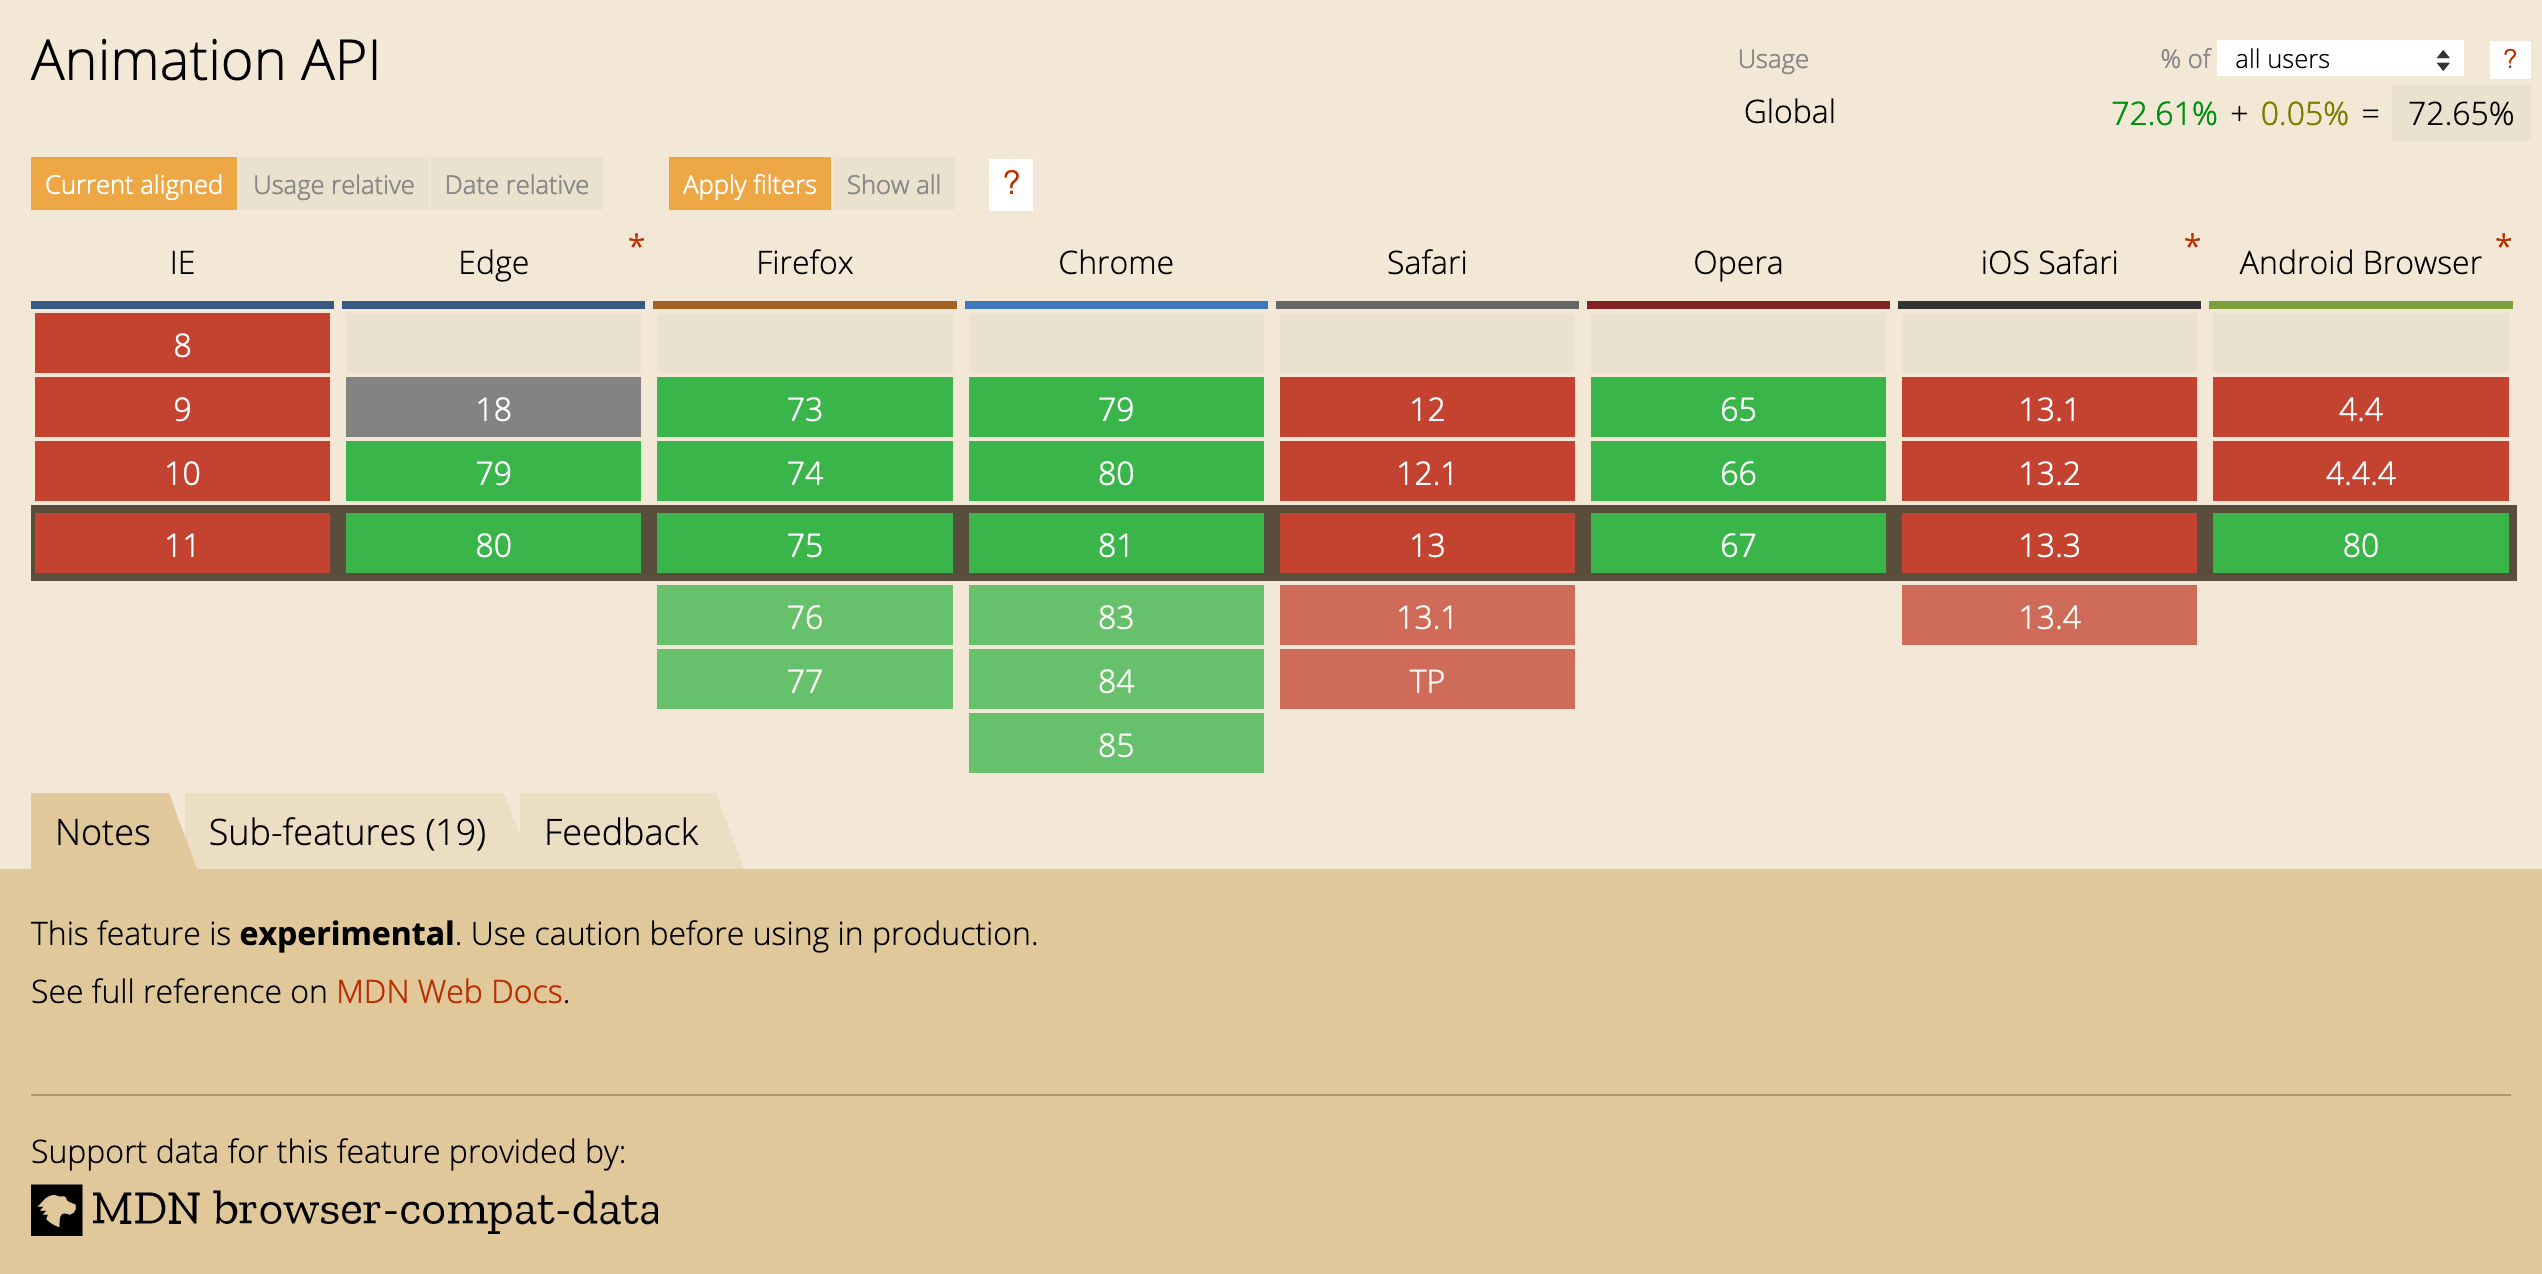 Animation API
Usage % of all users ?
Global 72.61% + 0.05% = 72.65%
Current aligned Usage relative Date relative Apply filters Show all ?
IE Edge * Firefox Chrome Safari Opera iOS Safari * Android Browser *
8
9 18 73 79 12 65 13.1 4.4
10 79 74 80 12.1 66 13.2 4.4.4
11 80 75 81 13 67 13.3 80
76 83 13.1 13.4
77 84 TP
85
Notes Sub-features (19) Feedback
This feature is experimental. Use caution before using in production.
See full reference on MDN Web Docs.
Support data for this feature provided by:
MDN browser-compat-data